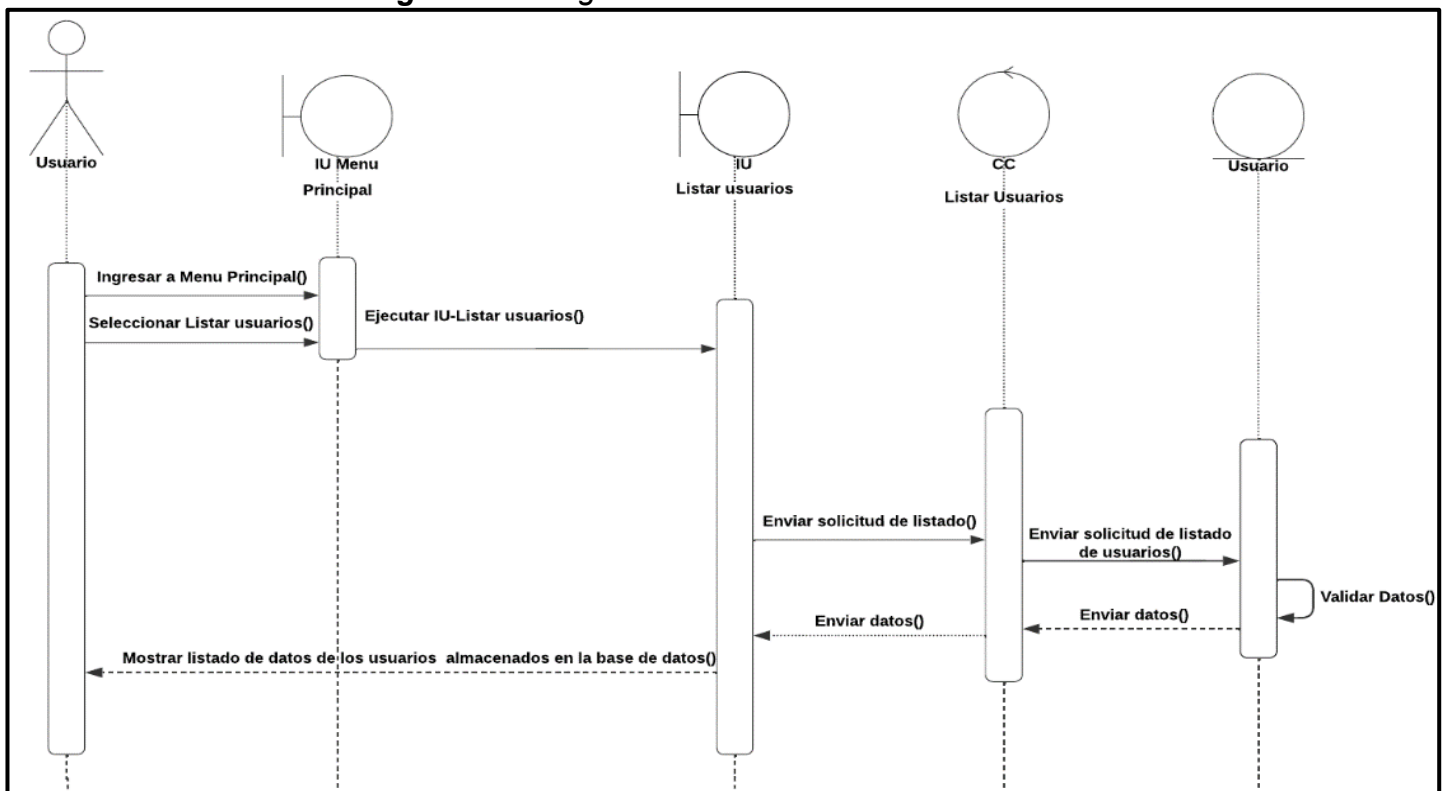 Usuario
IU Menu
Principal
IU
Listar usuarios
CC
Listar Usuarios
Usuario
Ingresar a Menu Principal()
Seleccionar Listar usuarios()
Ejecutar IU-Listar usuarios()
Enviar solicitud de listado()
Enviar solicitud de listado
de usuarios()
Validar Datos()
Enviar datos()
Enviar datos()
Mostrar listado de datos de los usuarios almacenados en la base de datos()